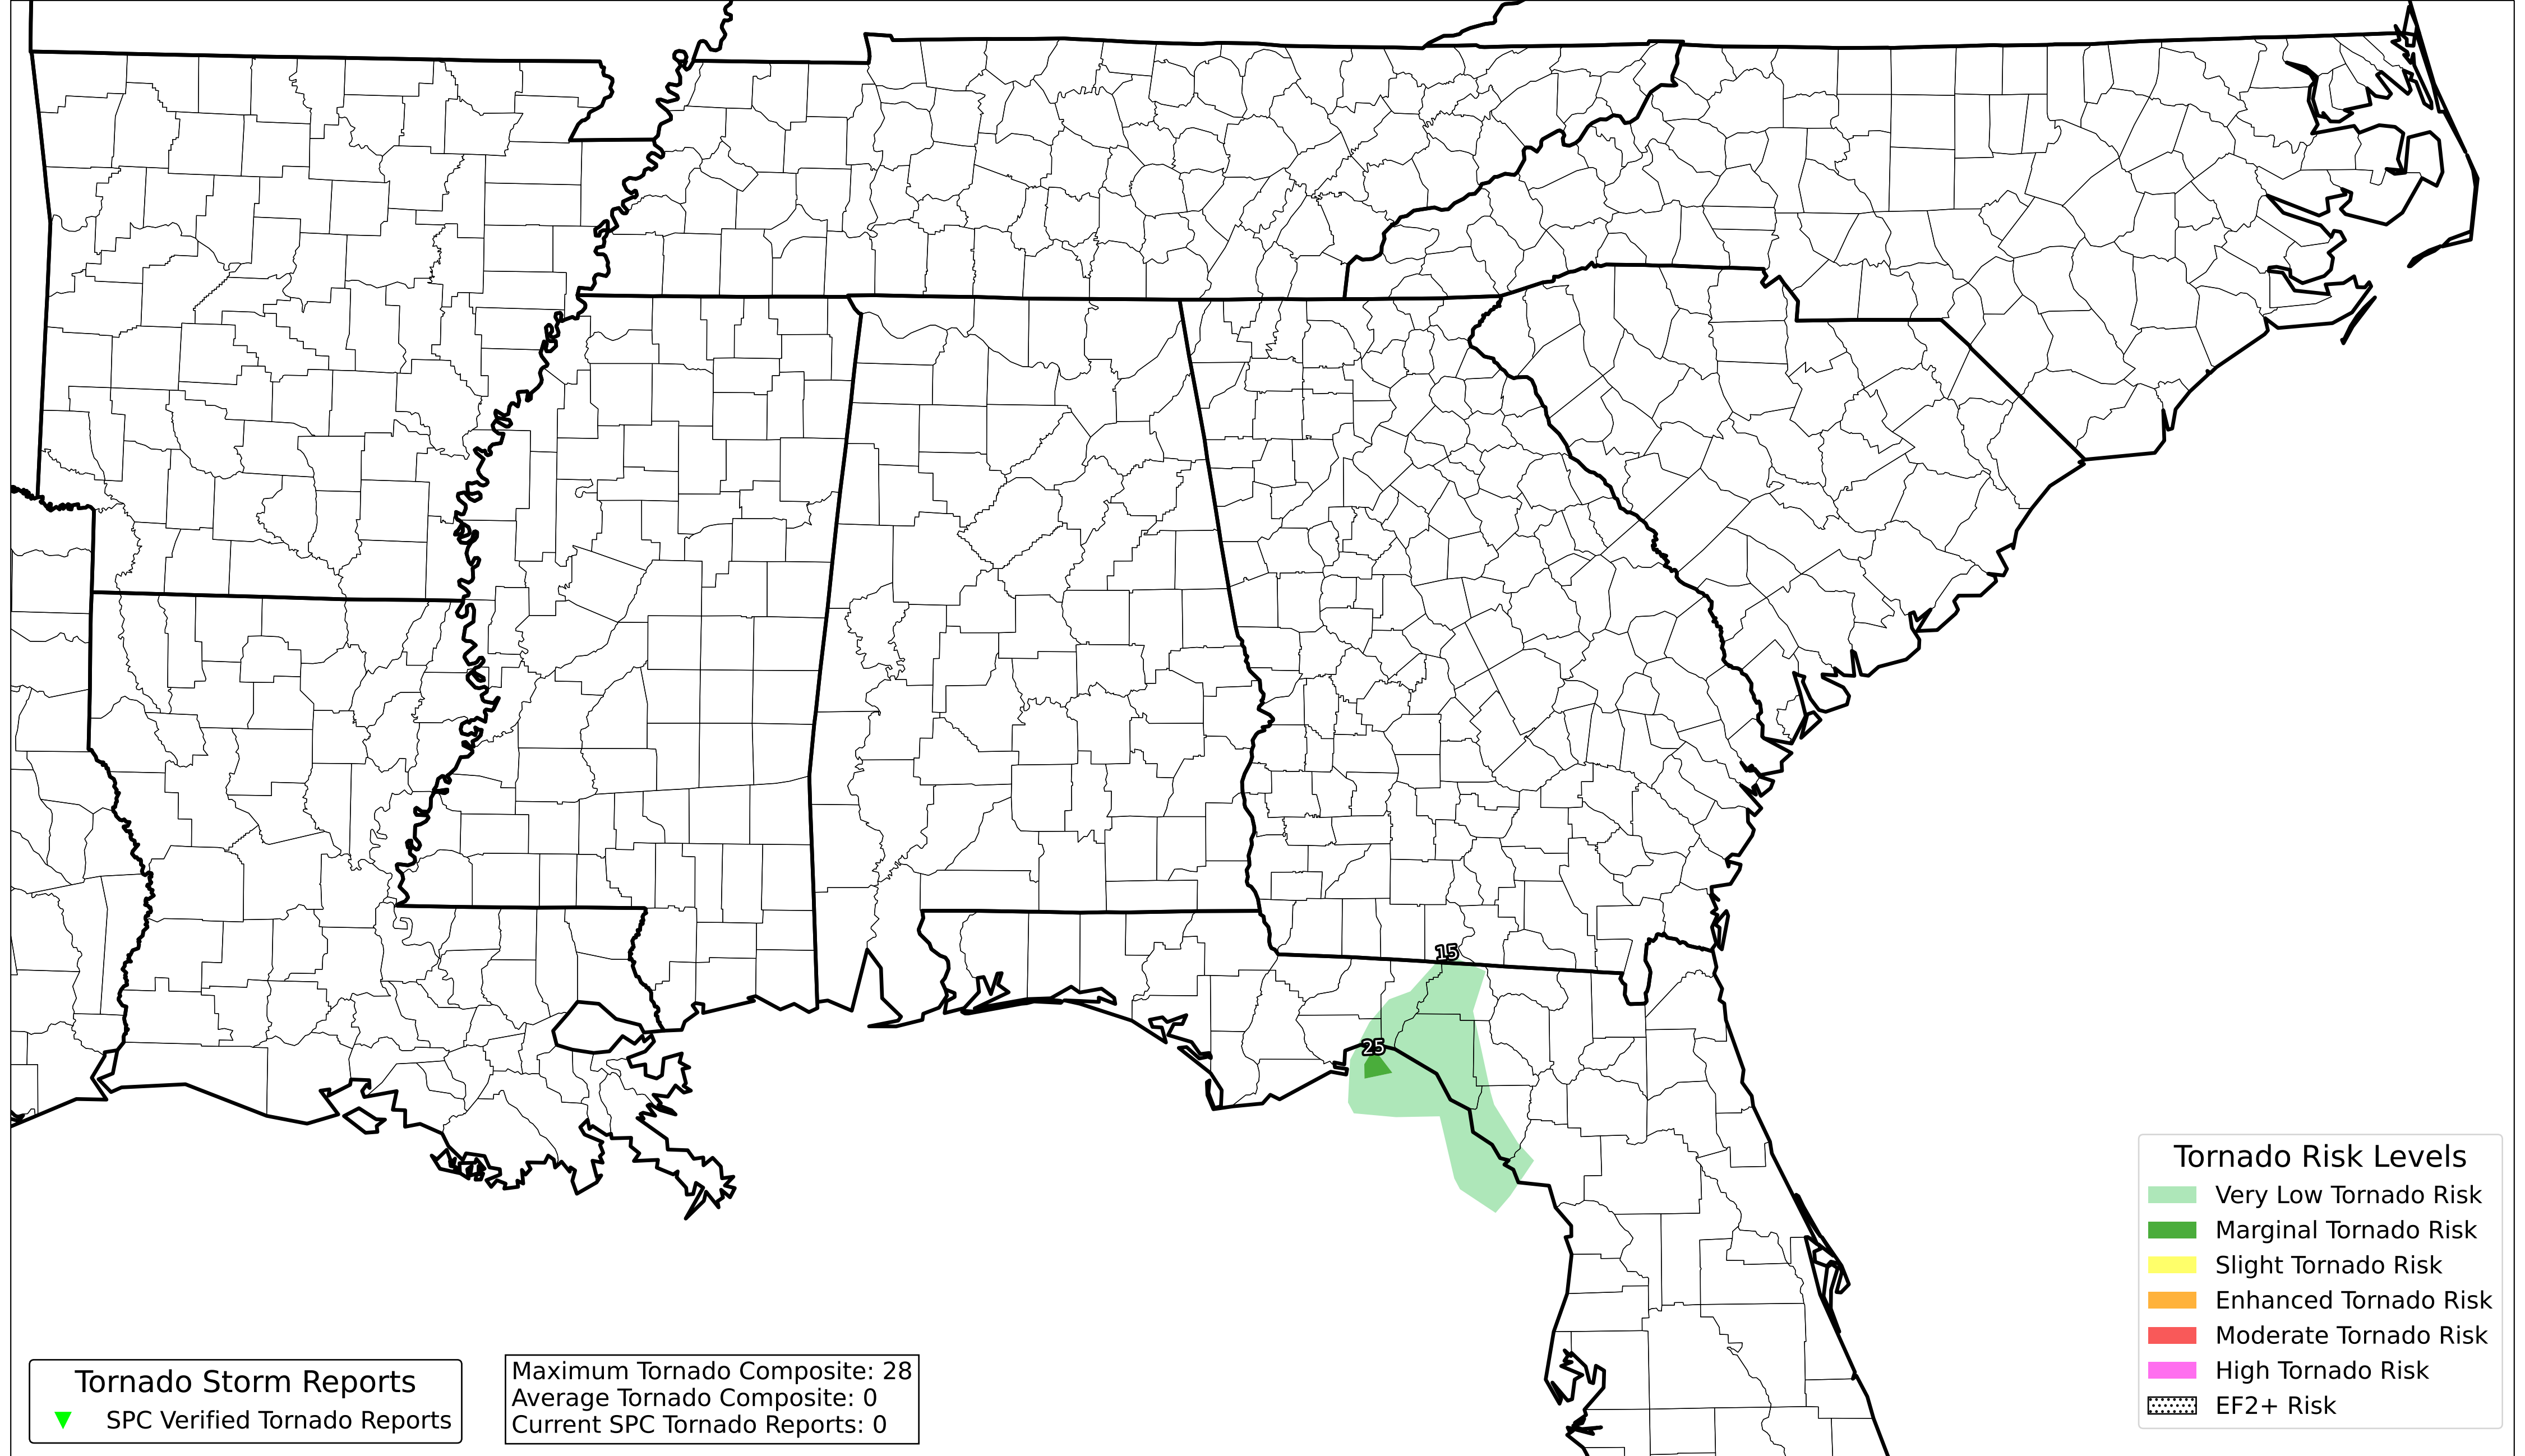 15
25
Tornado Risk Levels
Very Low Tornado Risk
Marginal Tornado Risk
Slight Tornado Risk
Enhanced Tornado Risk
Moderate Tornado Risk
High Tornado Risk
EF2+ Risk
Tornado Storm Reports
SPC Verified Tornado Reports
Maximum Tornado Composite: 28
Average Tornado Composite: 0
Current SPC Tornado Reports: 0